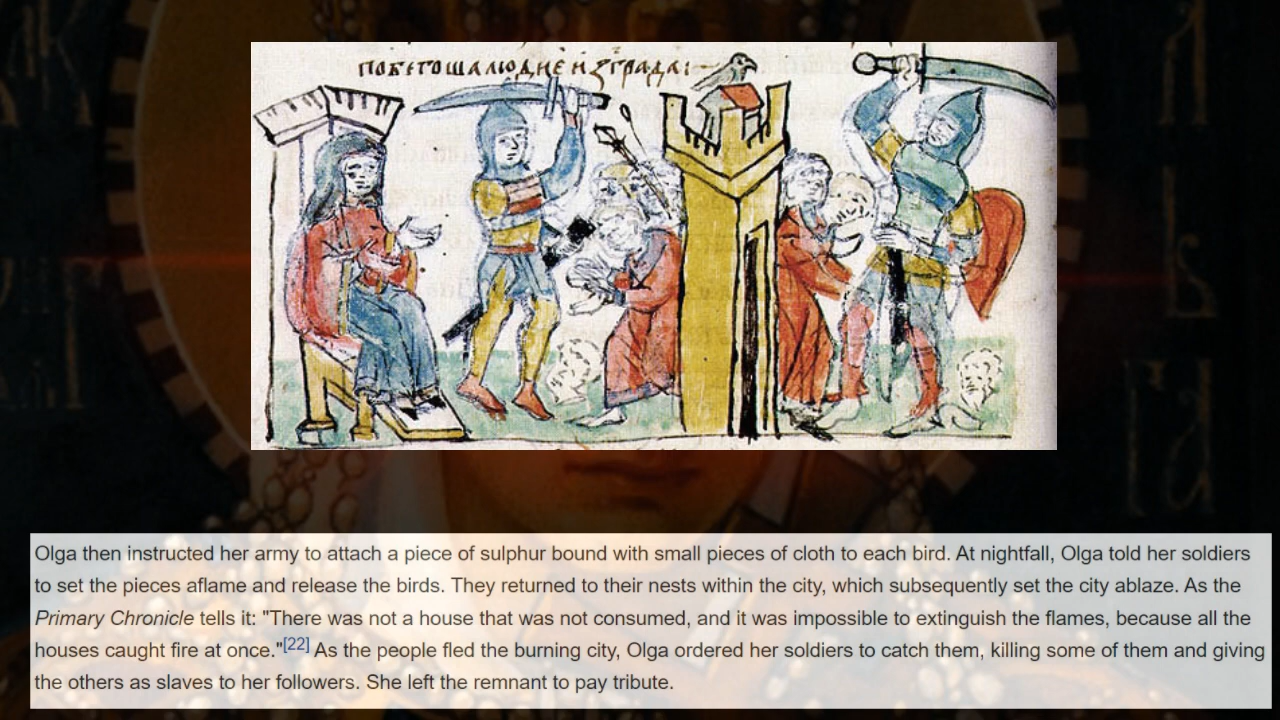 побѣгоша людиє изграда:
Olga then instructed her army to attach a piece of sulphur bound with small pieces of cloth to each bird. At nightfall, Olga told her soldiers
to set the pieces aflame and release the birds. They returned to their nests within the city, which subsequently set the city ablaze. As the
Primary Chronicle tells it: "There was not a house that was not consumed, and it was impossible to extinguish the flames, because all the
houses caught fire at once."[22] As the people fled the burning city, Olga ordered her soldiers to catch them, killing some of them and giving
the others as slaves to her followers. She left the remnant to pay tribute.